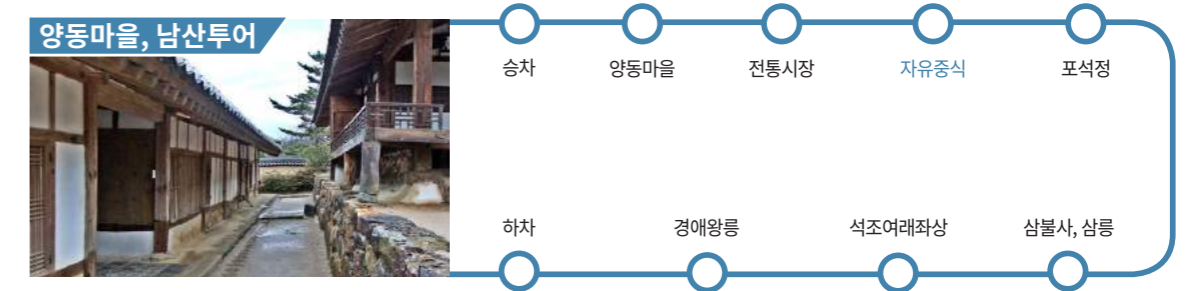 양동마을, 남산투어
승차
양동마을
전통시장
자유중식
포석정
하차
경애왕릉
석조여래좌상
삼불사, 삼릉